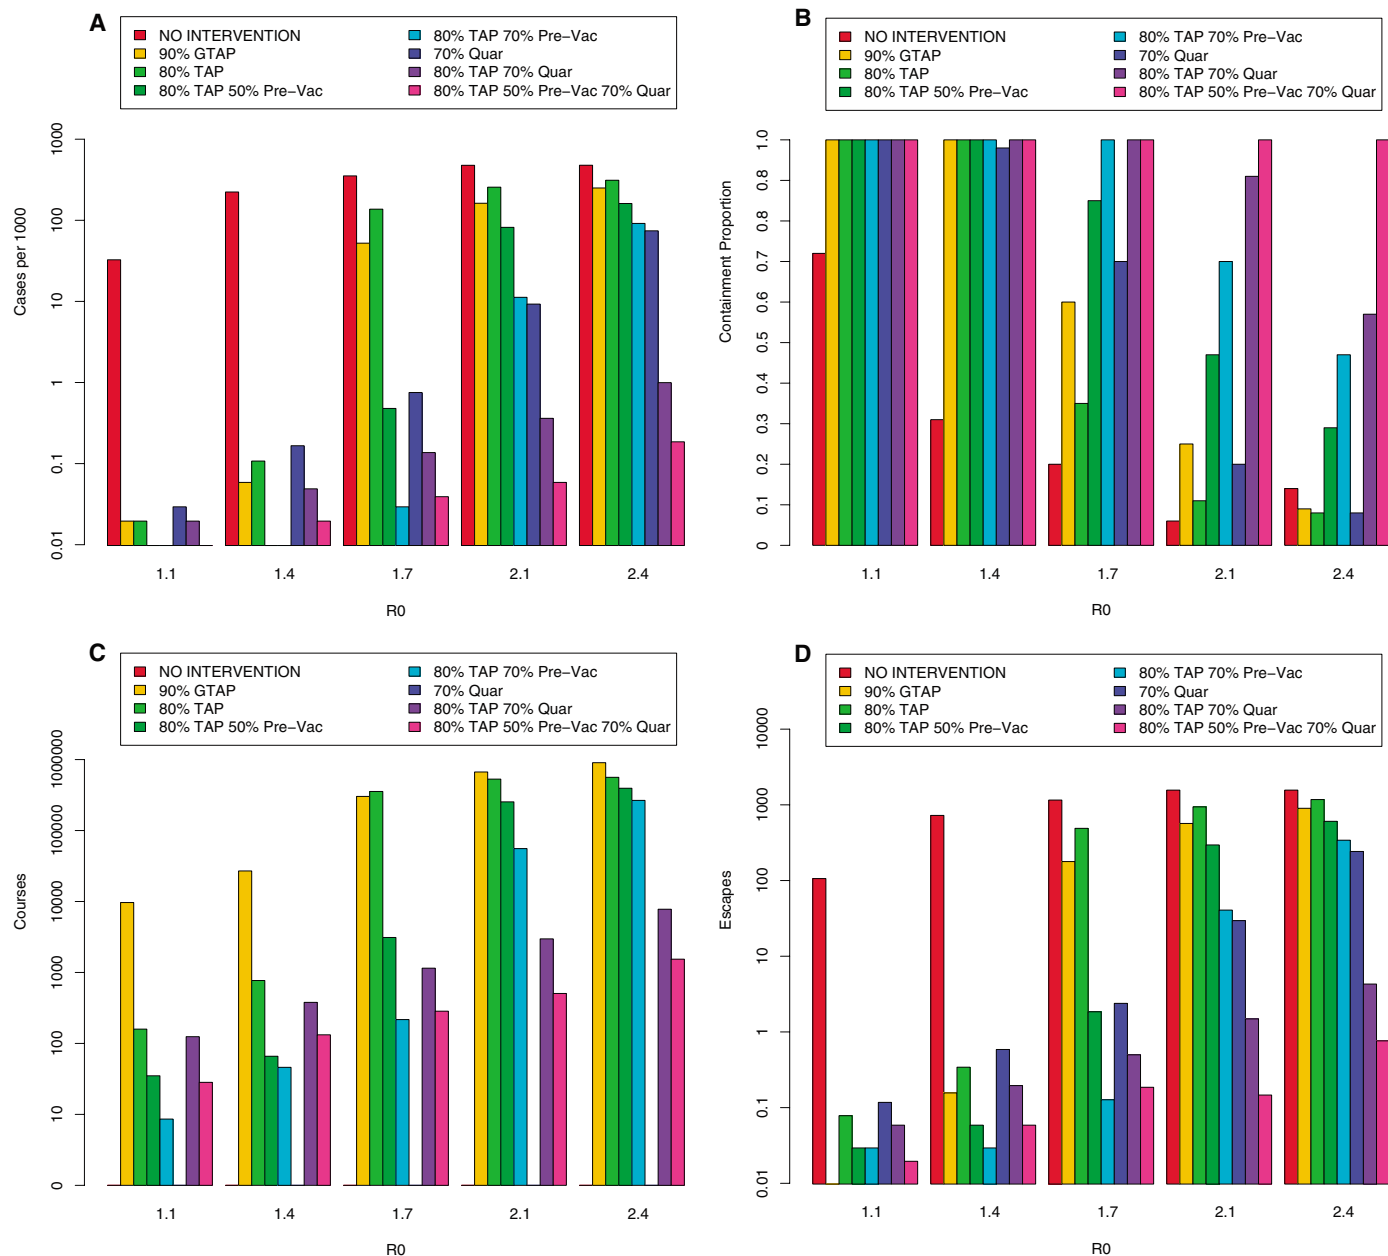 A
NO INTERVENTION
90% GTAP
80% TAP
80% TAP 50% Pre−Vac
80% TAP 70% Pre−Vac
70% Quar
80% TAP 70% Quar
80% TAP 50% Pre−Vac 70% Quar
Cases per 1000
1000
100
10
1
0.1
0.01
1.1 1.4 1.7 2.1 2.4
R0
B
NO INTERVENTION
90% GTAP
80% TAP
80% TAP 50% Pre−Vac
80% TAP 70% Pre−Vac
70% Quar
80% TAP 70% Quar
80% TAP 50% Pre−Vac 70% Quar
Containment Proportion
1.0
0.8
0.8
0.7
0.6
0.5
0.4
0.3
0.2
0.1
0
1.1 1.4 1.7 2.1 2.4
R0
C
NO INTERVENTION
90% GTAP
80% TAP
80% TAP 50% Pre−Vac
80% TAP 70% Pre−Vac
70% Quar
80% TAP 70% Quar
80% TAP 50% Pre−Vac 70% Quar
Courses
1000000
100000
10000
1000
100
10
0
1.1 1.4 1.7 2.1 2.4
R0
D
NO INTERVENTION
90% GTAP
80% TAP
80% TAP 50% Pre−Vac
80% TAP 70% Pre−Vac
70% Quar
80% TAP 70% Quar
80% TAP 50% Pre−Vac 70% Quar
Escapes
10000
1000
100
10
1
0.1
0.01
1.1 1.4 1.7 2.1 2.4
R0